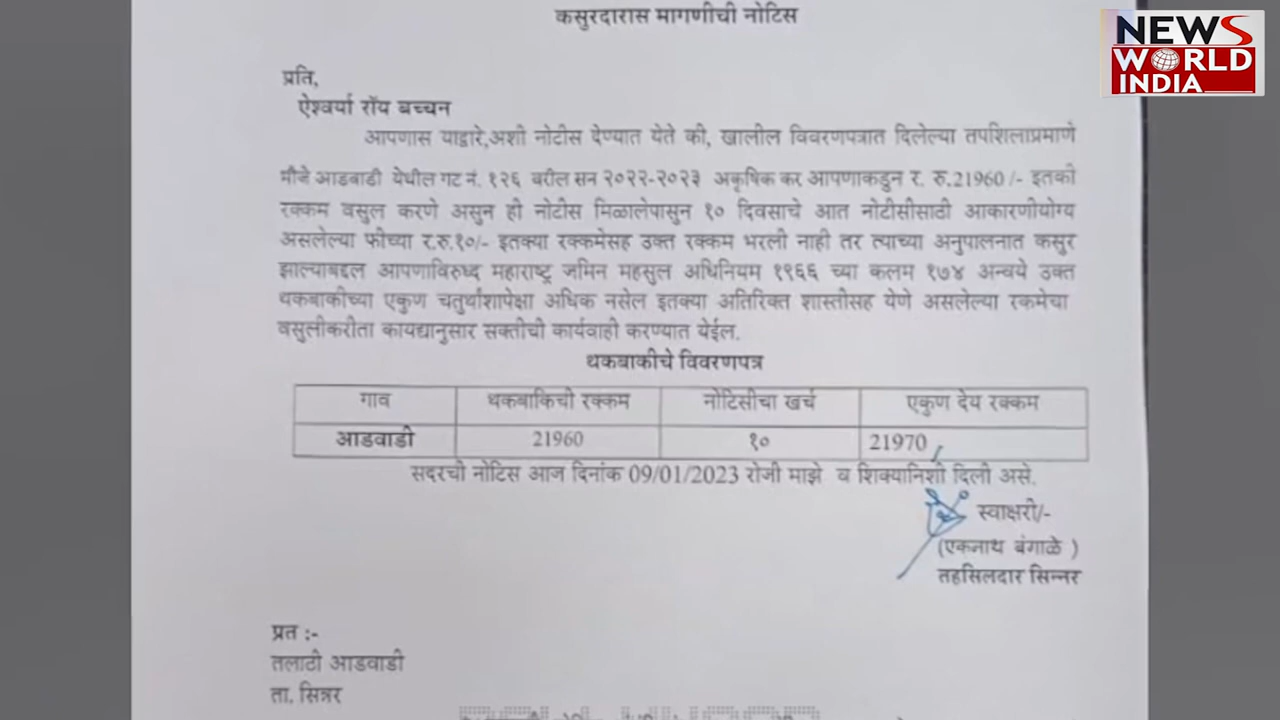 कसुरदारास मागणीची नोटिस
NEWS
WORLD
INDIA
प्रति,
ऐश्वर्या रॉय बच्चन
आपणास याद्वारे,अशी नोटीस देण्यात येते की, खालील विवरणपत्रात दिलेल्या तपशिलाप्रमाणे
मौजे आडवाडी येथील गट नं. १२६ वरील सन २०२२-२०२३ अकृषिक कर आपणाकडुन र. रु.21960/- इतकी
रक्कम वसुल करणे असुन ही नोटीस मिळालेपासुन १० दिवसाचे आत नोटीसीसाठी आकारणीयोग्य
असलेल्या फीच्या र.रु.१०/- इतक्या रक्कमेसह उक्त रक्कम भरली नाही तर त्याच्या अनुपालनात कसुर
झाल्याबद्दल आपणाविरुध्द महाराष्ट्र जमिन महसुल अधिनियम १९६६ च्या कलम १७४ अन्वये उक्त
थकबाकीच्या एकुण चतुर्थांशापेक्षा अधिक नसेल इतक्या अतिरिक्त शास्तीसह येणे असलेल्या रकमेचा
वसुलीकरीता कायद्यानुसार सक्तीची कार्यवाही करण्यात येईल.
थकबाकीचे विवरणपत्र
गाव थकबाकिची रक्कम नोटिसीचा खर्च एकुण देय रक्कम
आडवाडी 21960 १० 21970
सदरची नोटिस आज दिनांक 09/01/2023 रोजी माझे व शिक्यानिशी दिली असे.
स्वाक्षरी/-
(एकनाथ बंगाळे )
तहसिलदार सिन्नर
प्रत :-
तलाठी आडवाडी
ता. सिन्नर